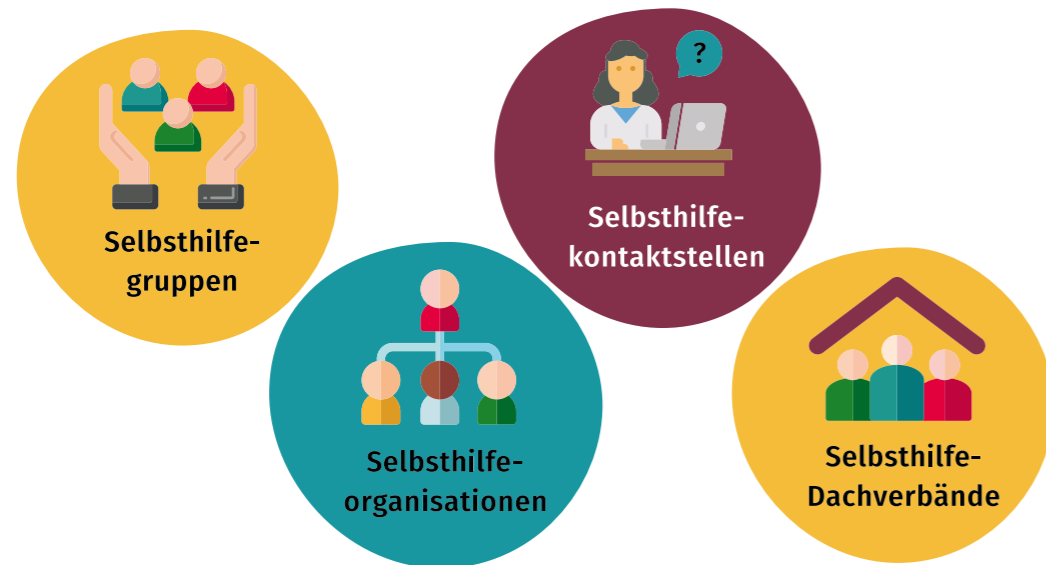 Selbsthilfe-
gruppen
?
Selbsthilfe-
kontaktstellen
Selbsthilfe-
organisationen
Selbsthilfe-
Dachverbände